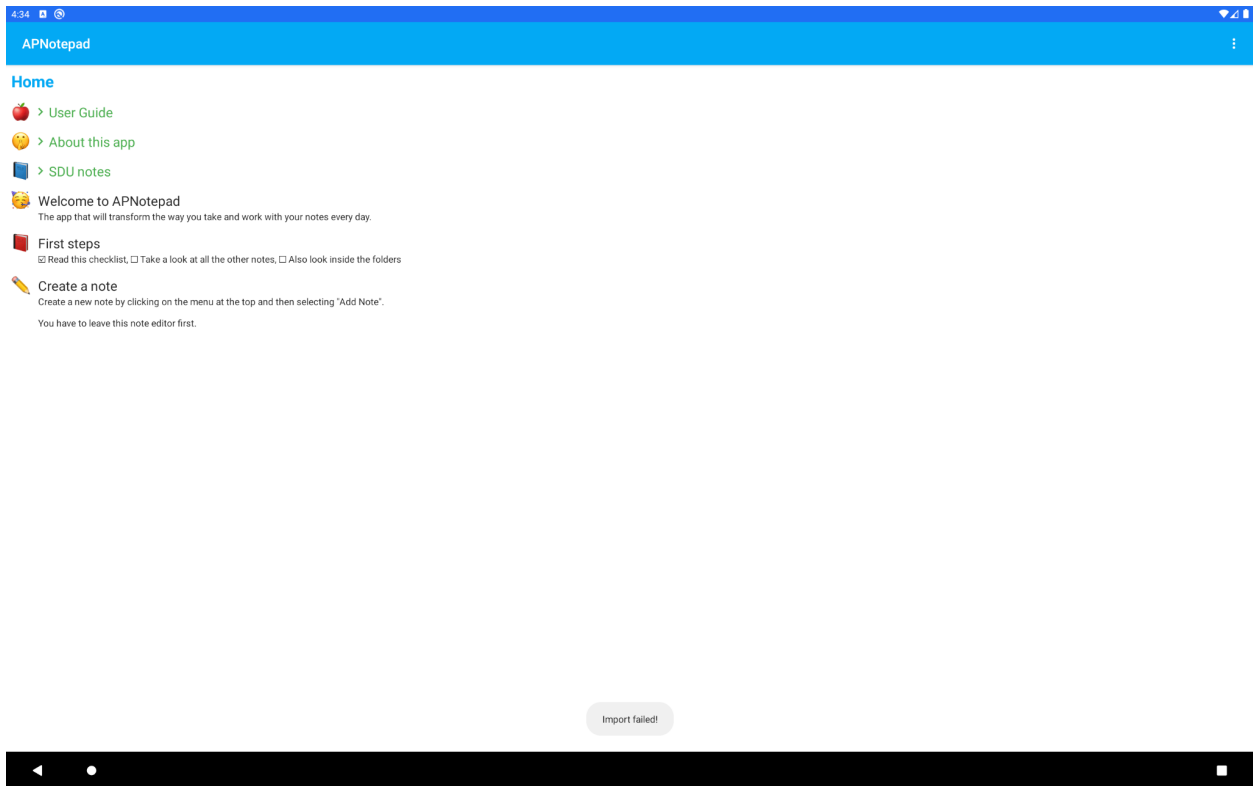 4:34
APNotepad
Home
User Guide
About this app
SDU notes
Welcome to APNotepad
The app that will transform the way you take and work with your notes every day.
First steps
☑ Read this checklist, ☐ Take a look at all the other notes, ☐ Also look inside the folders
Create a note
Create a new note by clicking on the menu at the top and then selecting "Add Note".
You have to leave this note editor first.
Import failed!